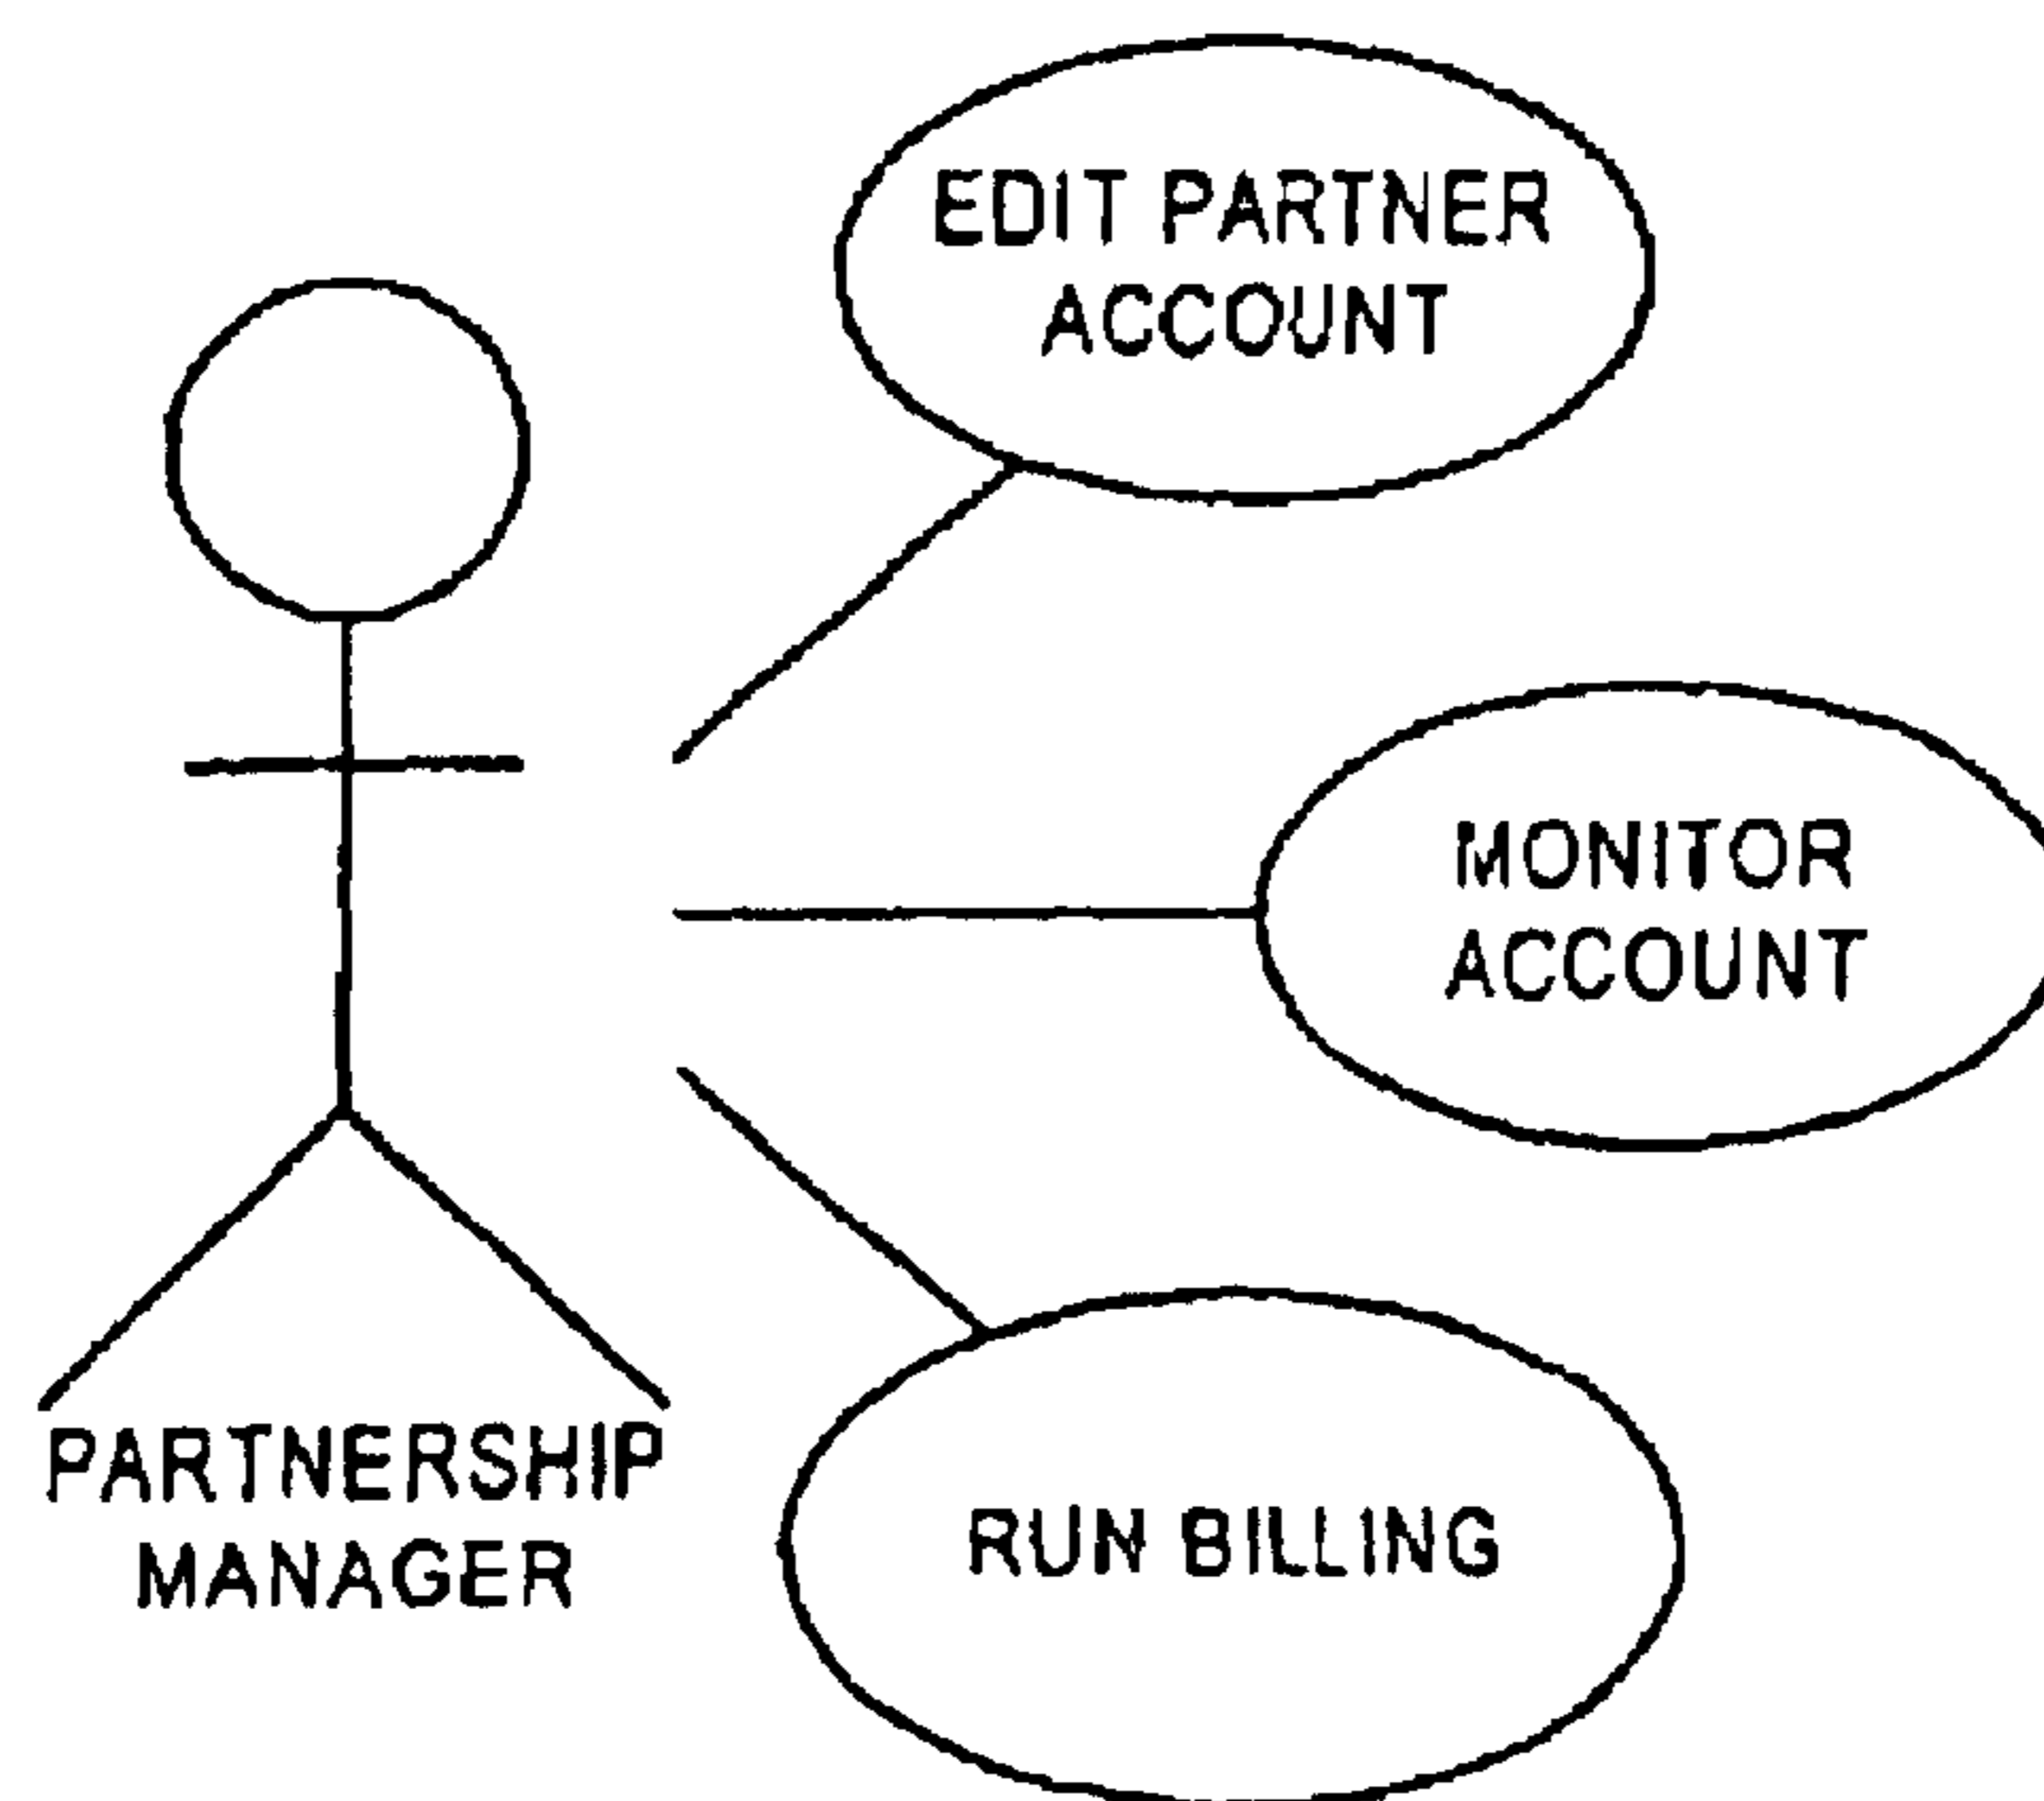 EDIT PARTNER
ACCOUNT
MONITOR
ACCOUNT
PARTNERSHIP
MANAGER
RUN BILLING